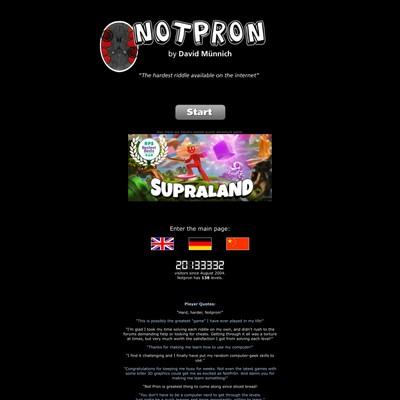 NOTPRON
by David Münnich
"The hardest riddle available on the internet"
Start
RPS
Bestest
Bests
SUPRALAND
Enter the main page:
20133332
visitors since August 2004.
Notpron has 138 levels.
Player Quotes:
"Hard, harder, Notpron!"
"This is possibly the greatest "game" I have ever played in my life!"
"I'm glad I took my time solving each riddle on my own, and didn't rush to the
forums demanding help or looking for cheats. Getting through it all was a torture
at times, but very much worth the satisfaction I got from solving each level!"
"Thanks for making me learn how to use my computer!"
"I find it challenging and I finally have put my random computer-geek skills to
use."
"Congratulations for keeping me busy for weeks. Not even the latest games with
some killer 3D graphics could get me as excited as NotPrOn. And damn you for
making me learn something!"
"Not Pron is greatest thing to come along since sliced bread!
"You don't have to be a computer nerd to get through the levels,